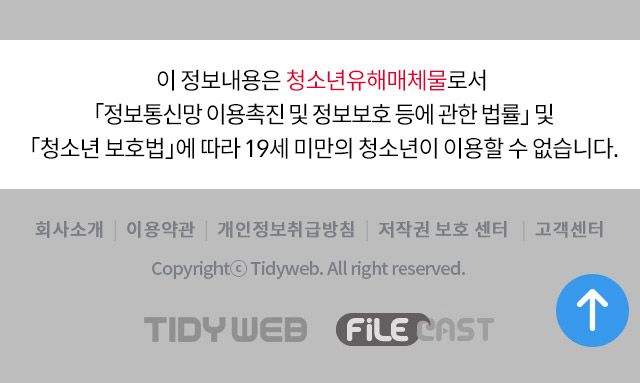 이 정보내용은 청소년유해매체물로서
「정보통신망 이용촉진 및 정보보호 등에 관한 법률」 및
「청소년 보호법」에 따라 19세 미만의 청소년이 이용할 수 없습니다.
회사소개 | 이용약관 | 개인정보취급방침 | 저작권 보호 센터 | 고객센터
Copyrightⓒ Tidyweb. All right reserved.
TIDYWEB FiLECAST